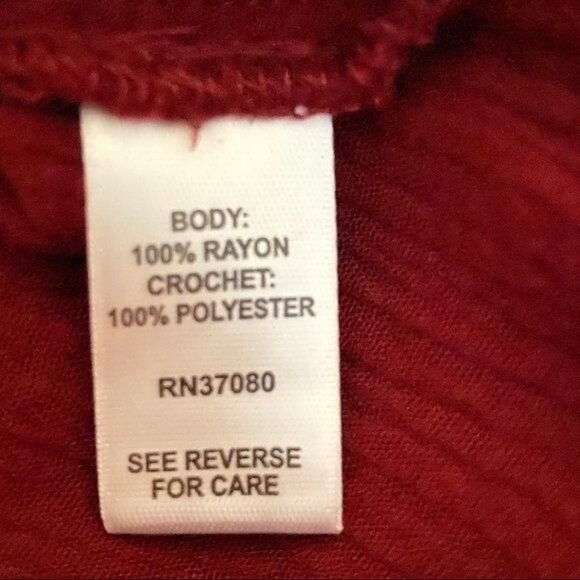 BODY:
100% RAYON
CROCHET:
100% POLYESTER
RN37080
SEE REVERSE
FOR CARE